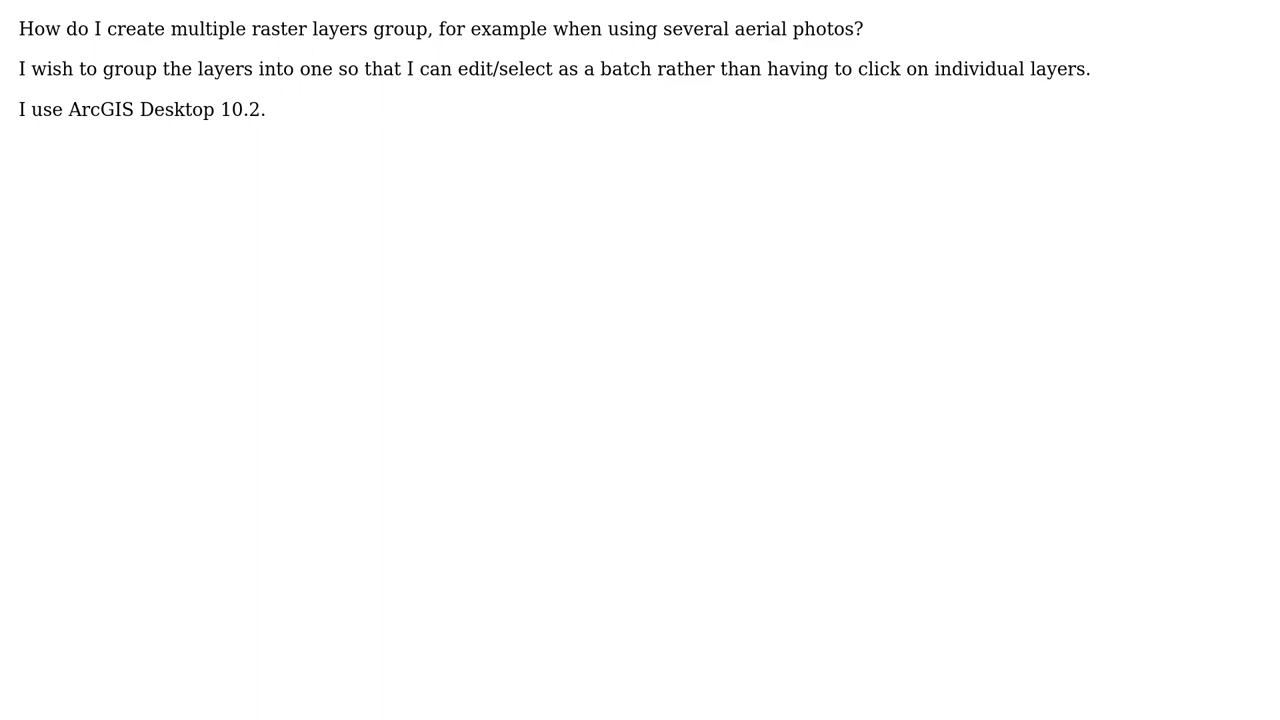 How do I create multiple raster layers group, for example when using several aerial photos?
I wish to group the layers into one so that I can edit/select as a batch rather than having to click on individual layers.
I use ArcGIS Desktop 10.2.